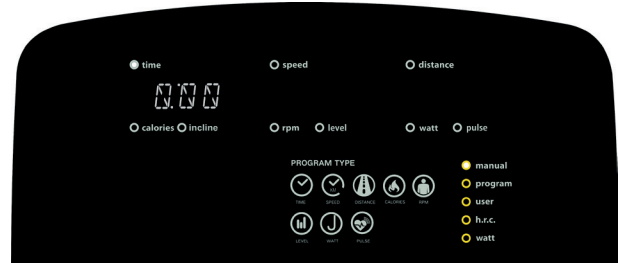 time speed distance
0:00
calories incline rpm level watt pulse
PROGRAM TYPE
manual
TIME SPEED DISTANCE CALORIES RPM
program
user
h.r.c.
LEVEL WATT PULSE
watt